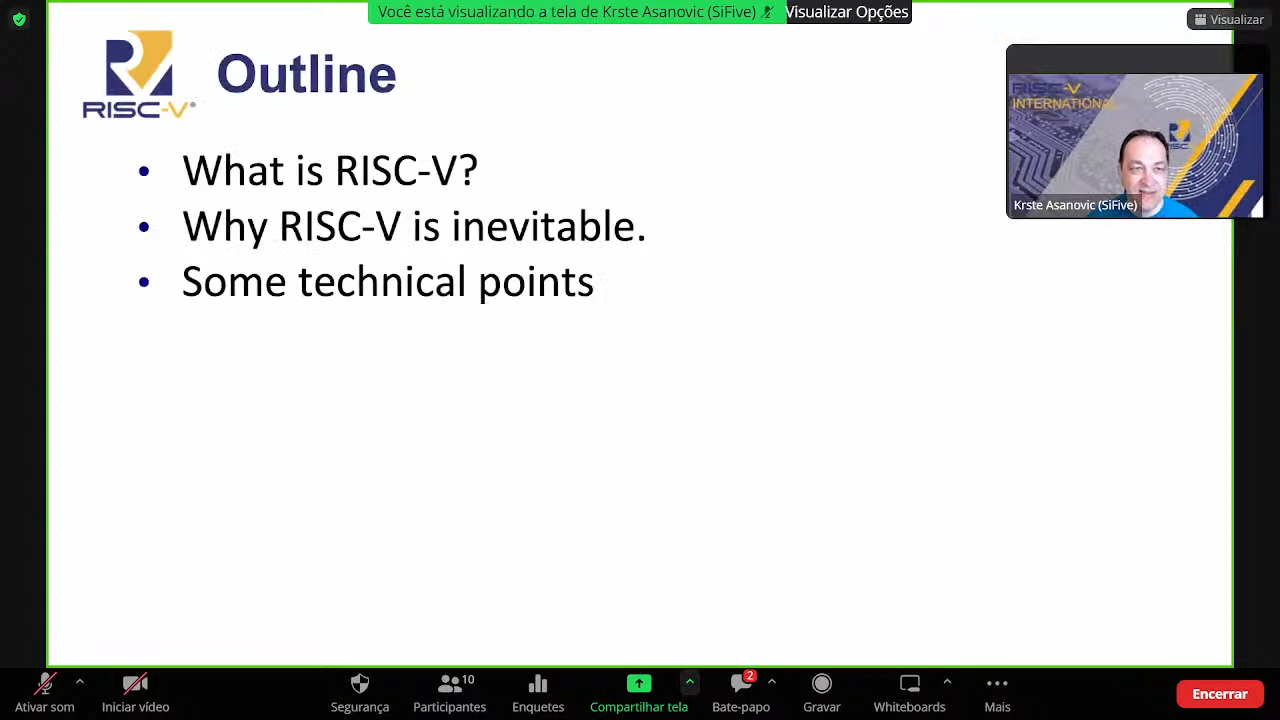 Você está visualizando a tela de Krste Asanovic (SiFive)
Visualizar Opções
Visualizar
RISC-V®
Outline
• What is RISC-V?
• Why RISC-V is inevitable.
• Some technical points
RISC-V
INTERNATIONAL
RISC
Krste Asanovic (SiFive)
10
2
Ativar som
Iniciar vídeo
Segurança
Participantes
Enquetes
Compartilhar tela
Bate-papo
Gravar
Whiteboards
Mais
Encerrar